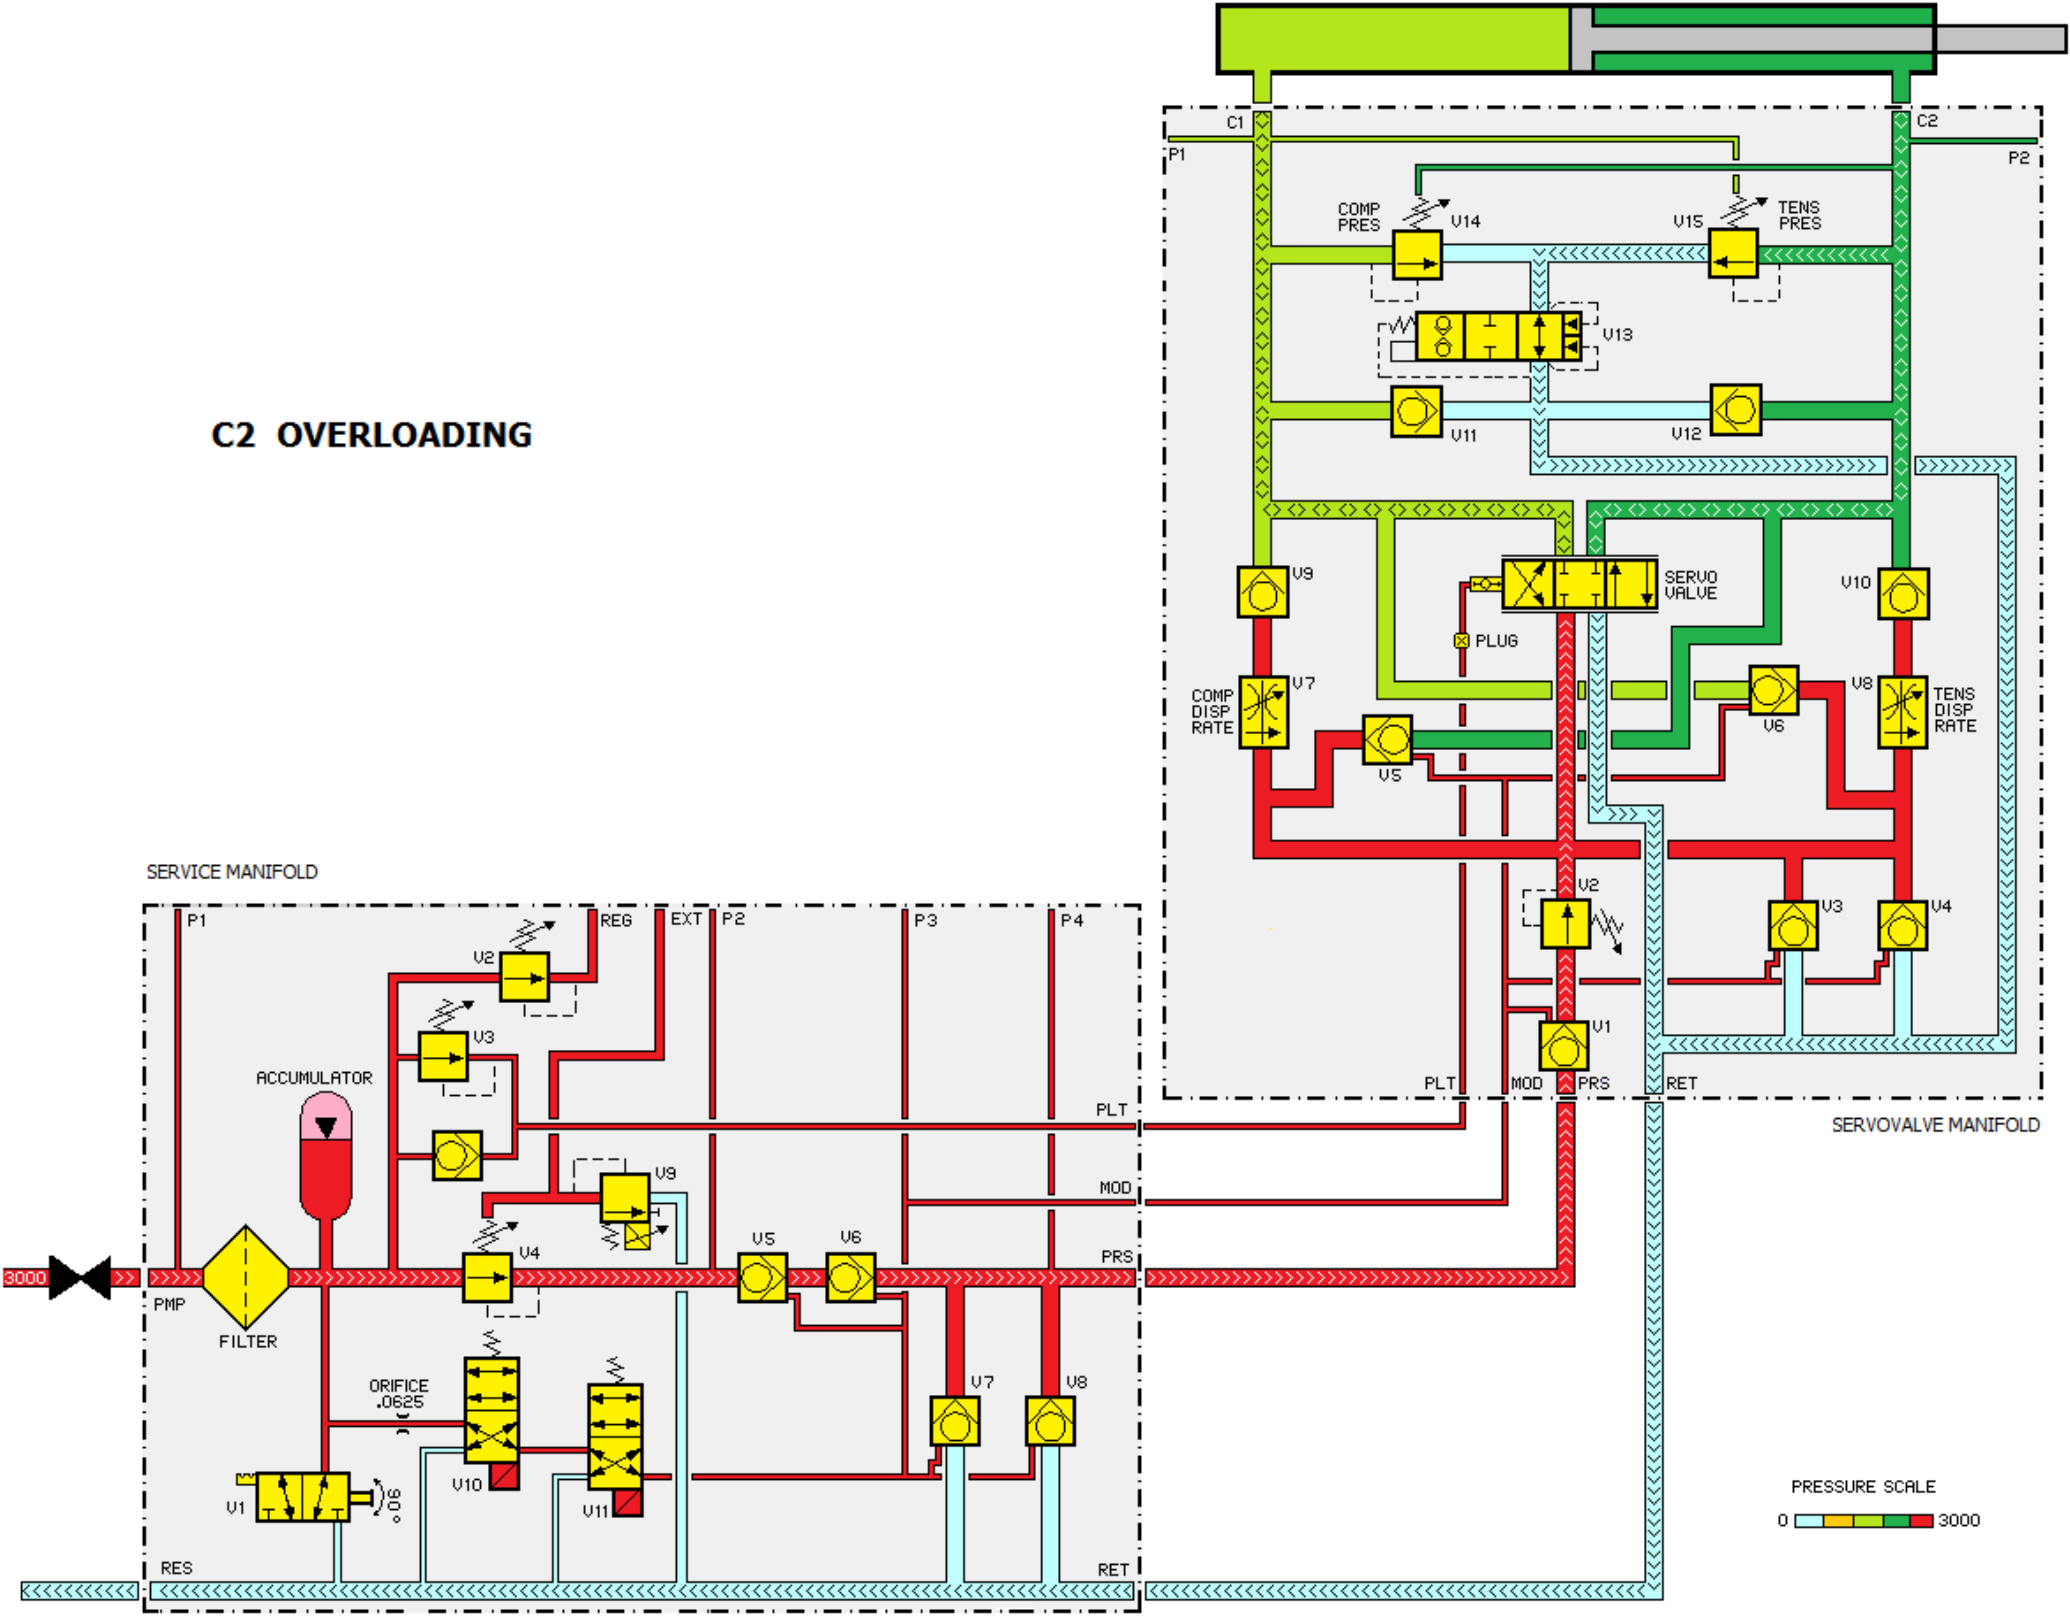 C1
C2
P1
P2
COMP
PRES
V14
V15
TENS
PRES
V13
C2 OVERLOADING
V11
V12
V9
SERVO
VALVE
V10
PLUG
COMP
DISP
RATE
V7
V6
V8
TENS
DISP
RATE
V5
SERVICE MANIFOLD
V2
V3
V4
P1
V2
REG
EXT
P2
P3
P4
V3
V1
ACCUMULATOR
PLT
MOD
PRS
RET
PLT
SERVOVALVE MANIFOLD
V9
MOD
V4
V5
V6
PRS
3000
PMP
FILTER
ORIFICE
.0625
V7
V8
V10
V11
V1
90°
PRESSURE SCALE
0
3000
RES
RET